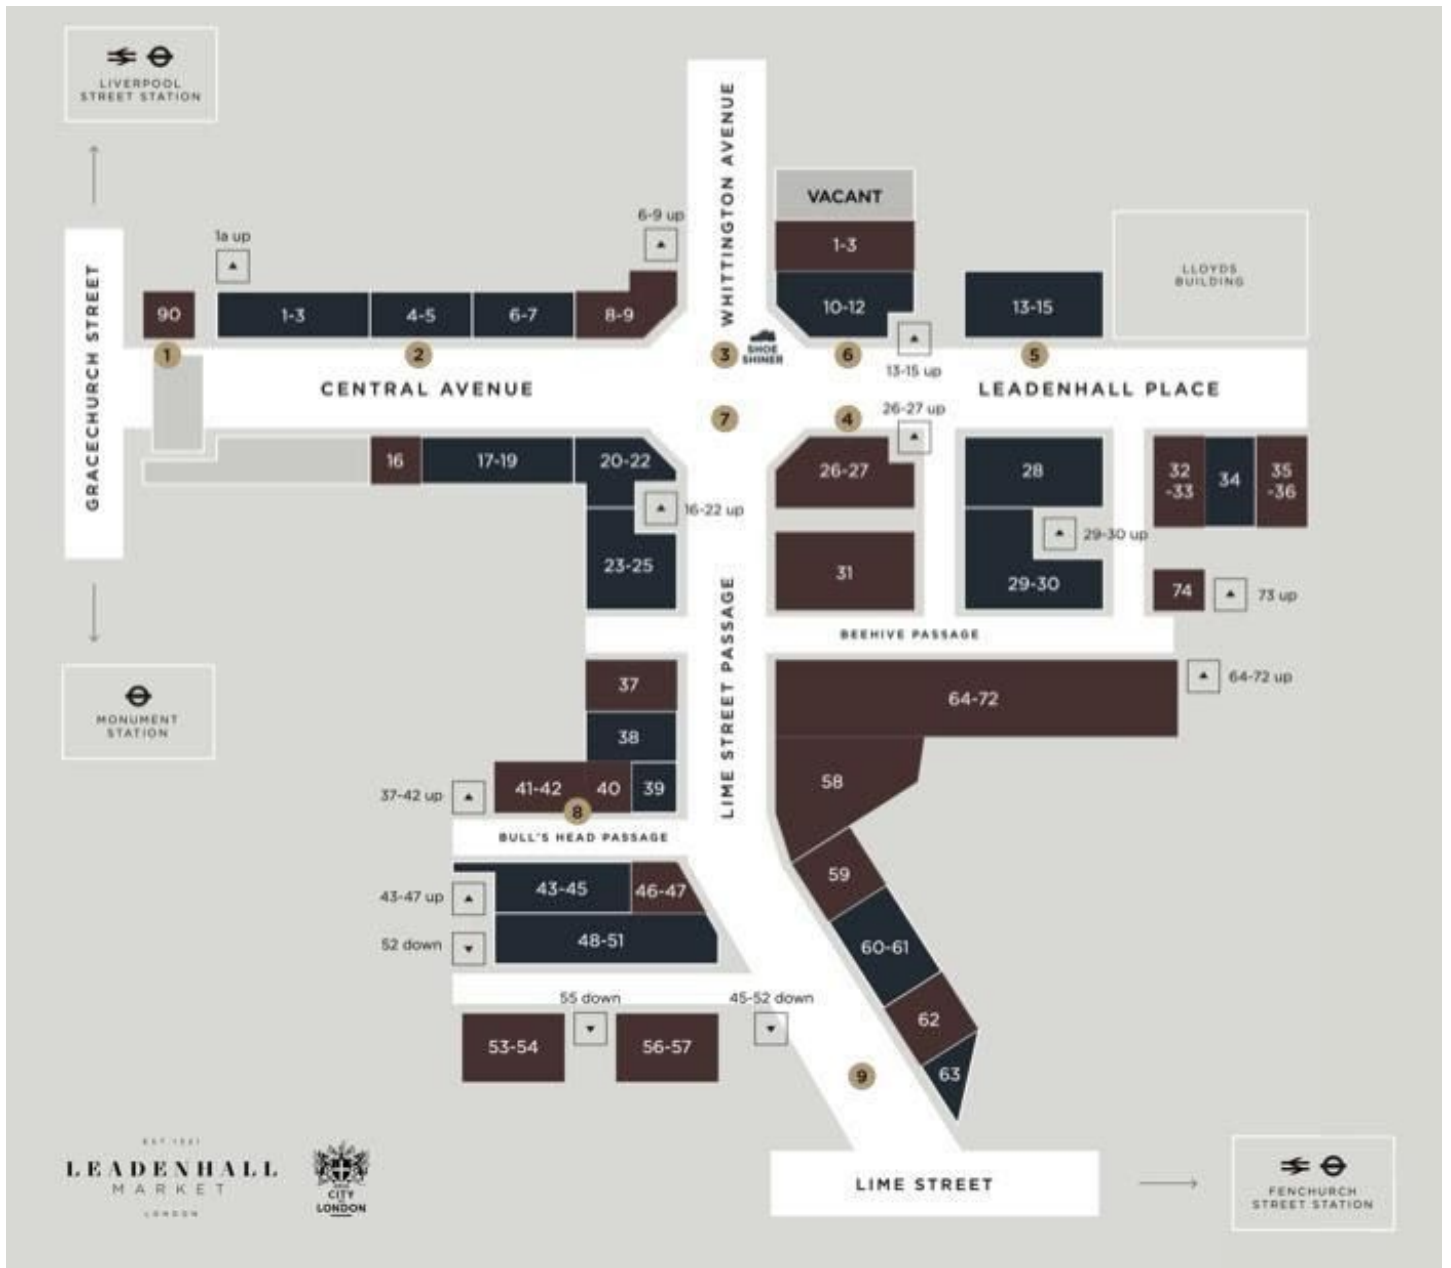 LIVERPOOL
STREET STATION
WHITTINGTON AVENUE
VACANT
6-9 up
1-3
1a up
LLOYDS
BUILDING
GRACECHURCH STREET
90
1-3
4-5
6-7
8-9
10-12
13-15
1
2
3
SHOE
SHINER
6
5
13-15 up
CENTRAL AVENUE
LEADENHALL PLACE
26-27 up
7
4
16
17-19
20-22
26-27
28
32
-33
34
35
-36
16-22 up
29-30 up
23-25
31
29-30
74
73 up
LIME STREET PASSAGE
BEEHIVE PASSAGE
37
64-72
64-72 up
MONUMENT
STATION
38
58
37-42 up
41-42
40
39
8
BULL'S HEAD PASSAGE
59
43-47 up
43-45
46-47
52 down
48-51
60-61
55 down
45-52 down
62
53-54
56-57
9
63
EST 1321
LEADENHALL
MARKET
LONDON
CITY
LONDON
LIME STREET
FENCHURCH
STREET STATION